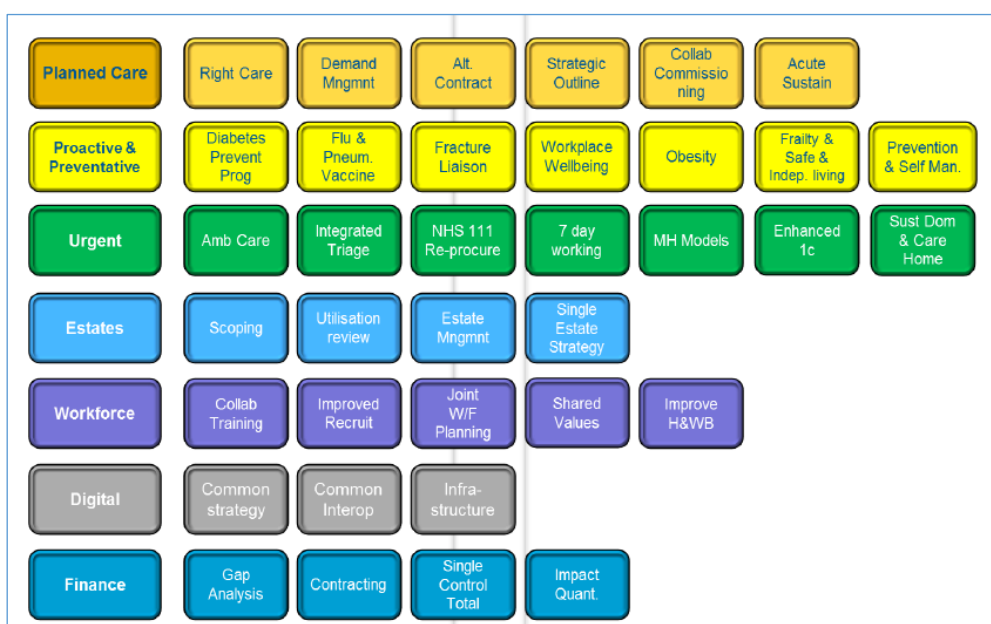 Planned Care
Right Care
Demand
Mngmnt
Alt.
Contract
Strategic
Outline
Collab
Commissio
ning
Acute
Sustain
Proactive &
Preventative
Diabetes
Prevent
Prog
Flu &
Pneum.
Vaccine
Fracture
Liaison
Workplace
Wellbeing
Obesity
Frailty &
Safe &
Indep. living
Prevention
& Self Man.
Urgent
Amb Care
Integrated
Triage
NHS 111
Re-procure
7 day
working
MH Models
Enhanced
1c
Sust Dom
& Care
Home
Estates
Scoping
Utilisation
review
Estate
Mngmnt
Single
Estate
Strategy
Workforce
Collab
Training
Improved
Recruit
Joint
W/F
Planning
Shared
Values
Improve
H&WB
Digital
Common
strategy
Common
Interop
Infra-
structure
Finance
Gap
Analysis
Contracting
Single
Control
Total
Impact
Quant.